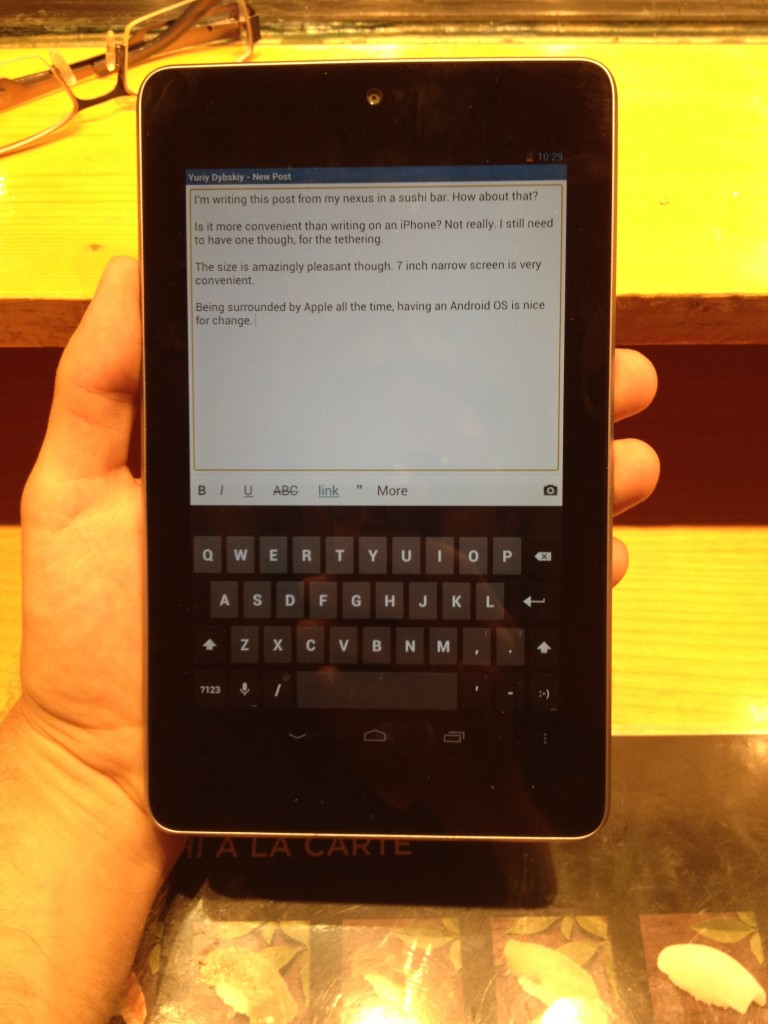 10:29
Yuriy Dybskiy - New Post
I'm writing this post from my nexus in a sushi bar. How about that?
Is it more convenient than writing on an iPhone? Not really. I still need
to have one though, for the tethering.
The size is amazingly pleasant though. 7 inch narrow screen is very
convenient.
Being surrounded by Apple all the time, having an Android OS is nice
for change.
B I U ABC link " More
Q W E R T Y U I O P
A S D F G H J K L
Z X C V B N M , .
?123 / ' - :-)
A LA CARTE